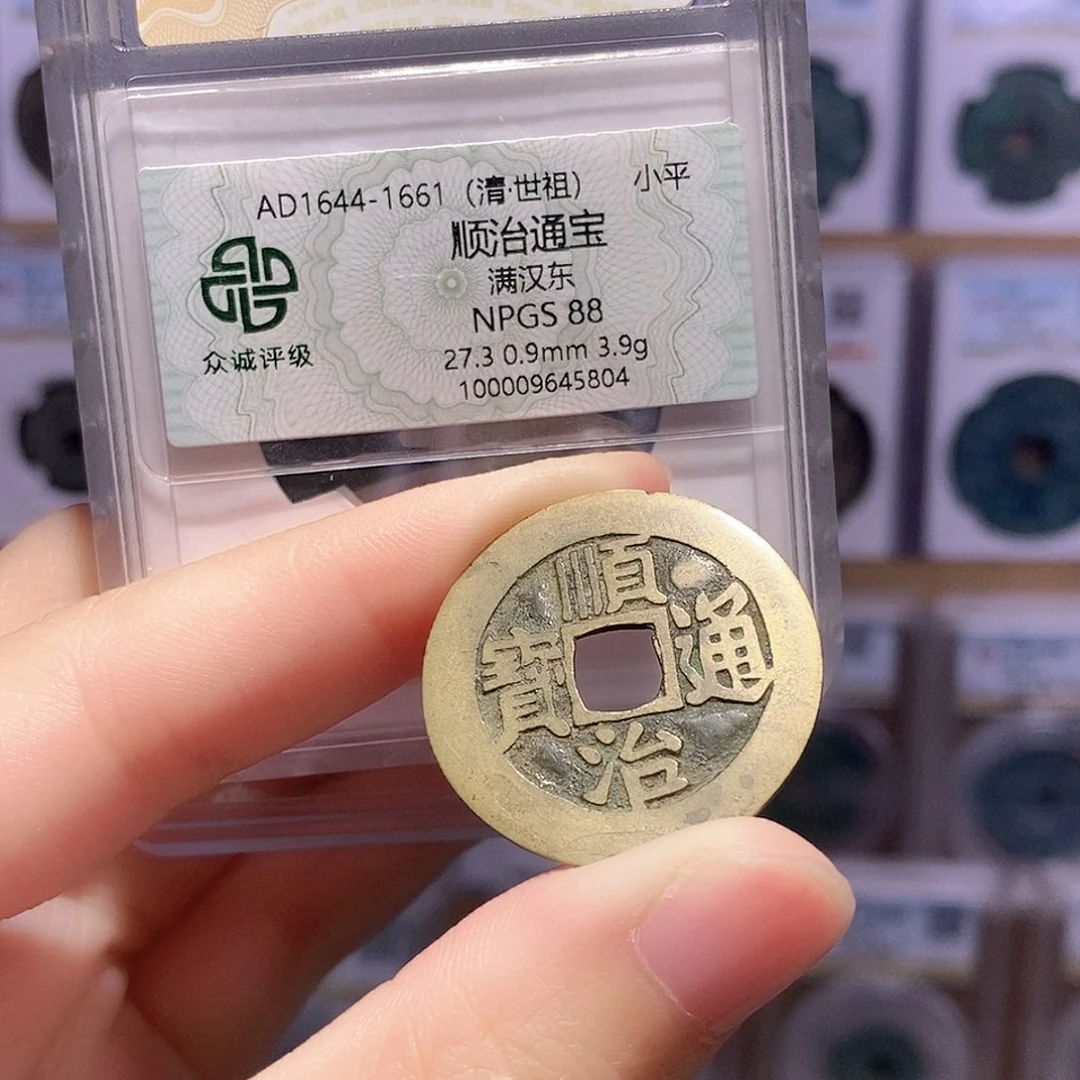 AD1644-1661（清·世祖） 小平
顺治通宝
满汉东
NPGS 88
27.3 0.9mm 3.9g
100009645804
众诚评级
順治通寶